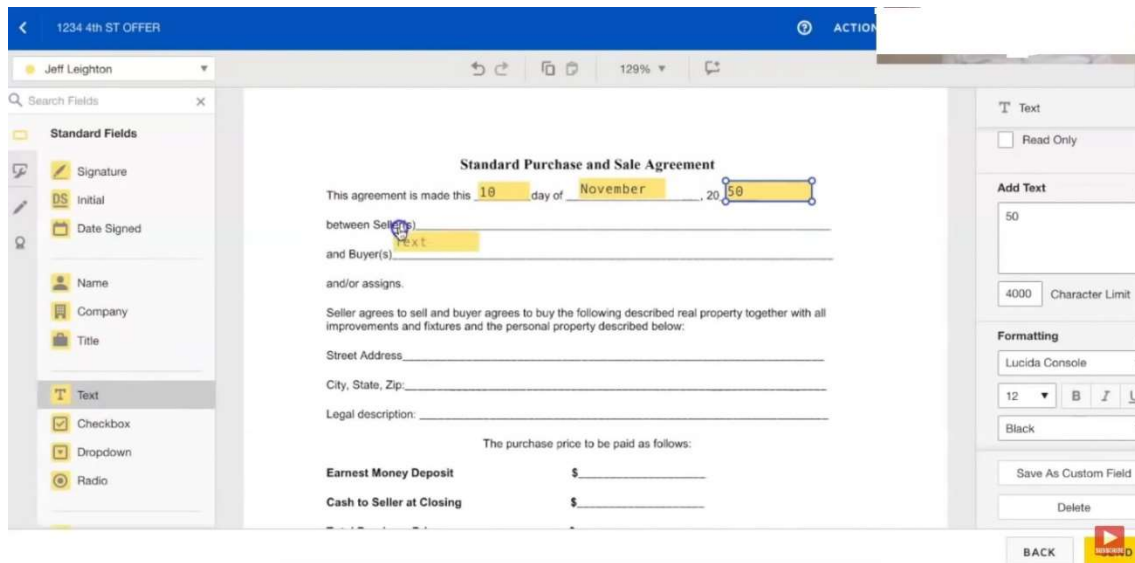 1234 4th ST OFFER
Jeff Leighton
129%
Search Fields
Standard Fields
Signature
DS Initial
Date Signed
Name
Company
Title
T Text
Checkbox
Dropdown
Radio
Standard Purchase and Sale Agreement
This agreement is made this 10 day of November, 20 50
between Seller(s)
Text
and Buyer(s)
and/or assigns.
Seller agrees to sell and buyer agrees to buy the following described real property together with all
improvements and fixtures and the personal property described below:
Street Address
City, State, Zip:
Legal description:
The purchase price to be paid as follows:
Earnest Money Deposit $
Cash to Seller at Closing $
T Text
Read Only
Add Text
50
4000 Character Limit
Formatting
Lucida Console
12 B I U
Black
Save As Custom Field
Delete
BACK
SUBSCRIBE